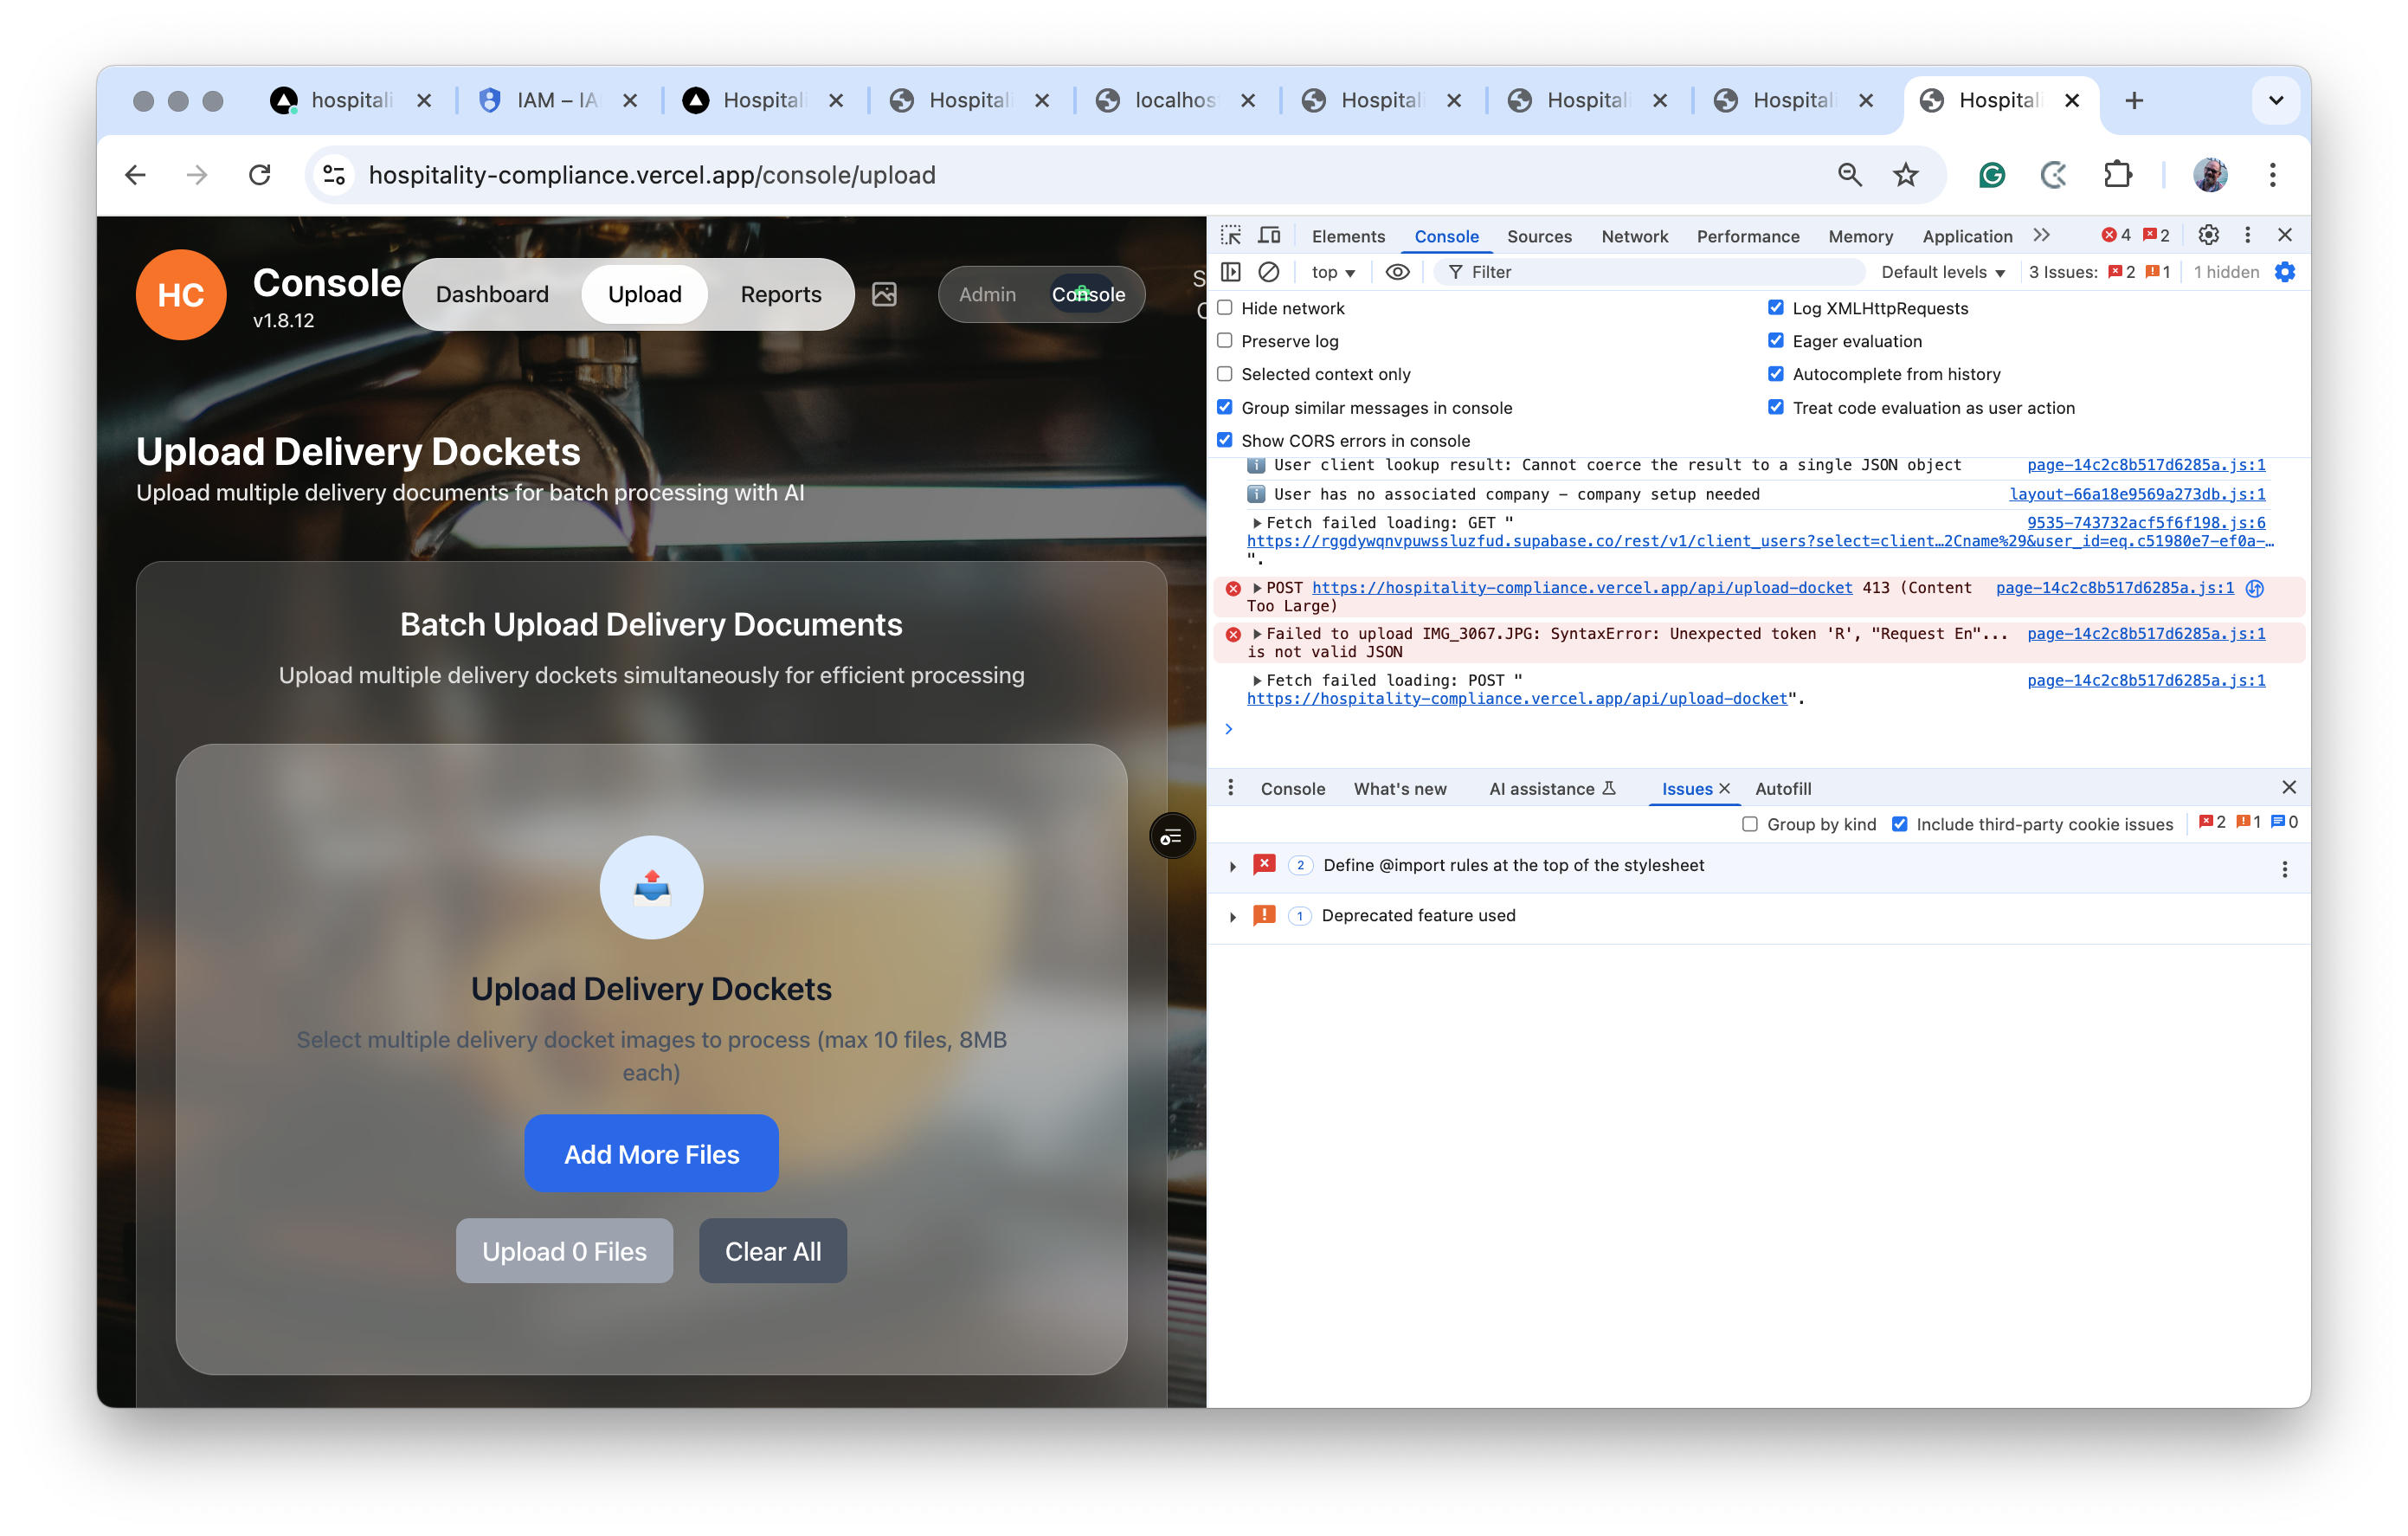 hospitali
IAM – IA
Hospitali
Hospitali
localhos
Hospitali
Hospitali
Hospitali
Hospitali
hospitality-compliance.vercel.app/console/upload
HC
Console
v1.8.12
Dashboard
Upload
Reports
Admin
Console
Upload Delivery Dockets
Upload multiple delivery documents for batch processing with AI
Batch Upload Delivery Documents
Upload multiple delivery dockets simultaneously for efficient processing
Upload Delivery Dockets
Select multiple delivery docket images to process (max 10 files, 8MB
each)
Add More Files
Upload 0 Files
Clear All
Elements
Console
Sources
Network
Performance
Memory
Application
4
2
top
Filter
Default levels
3 Issues:
2
1
1 hidden
Hide network
Log XMLHttpRequests
Preserve log
Eager evaluation
Selected context only
Autocomplete from history
Group similar messages in console
Treat code evaluation as user action
Show CORS errors in console
User client lookup result: Cannot coerce the result to a single JSON object
page-14c2c8b517d6285a.js:1
User has no associated company – company setup needed
layout-66a18e9569a273db.js:1
Fetch failed loading: GET "
9535-743732acf5f6f198.js:6
https://rggdywqnvpuwssluzfud.supabase.co/rest/v1/client_users?select=client…2Cname%29&user_id=eq.c51980e7-ef0a-…
".
POST https://hospitality-compliance.vercel.app/api/upload-docket 413 (Content
page-14c2c8b517d6285a.js:1
Too Large)
Failed to upload IMG_3067.JPG: SyntaxError: Unexpected token 'R', "Request En"...
page-14c2c8b517d6285a.js:1
is not valid JSON
Fetch failed loading: POST "
page-14c2c8b517d6285a.js:1
https://hospitality-compliance.vercel.app/api/upload-docket".
Console
What's new
AI assistance
Issues
Autofill
Group by kind
Include third-party cookie issues
2
1
0
2
Define @import rules at the top of the stylesheet
1
Deprecated feature used